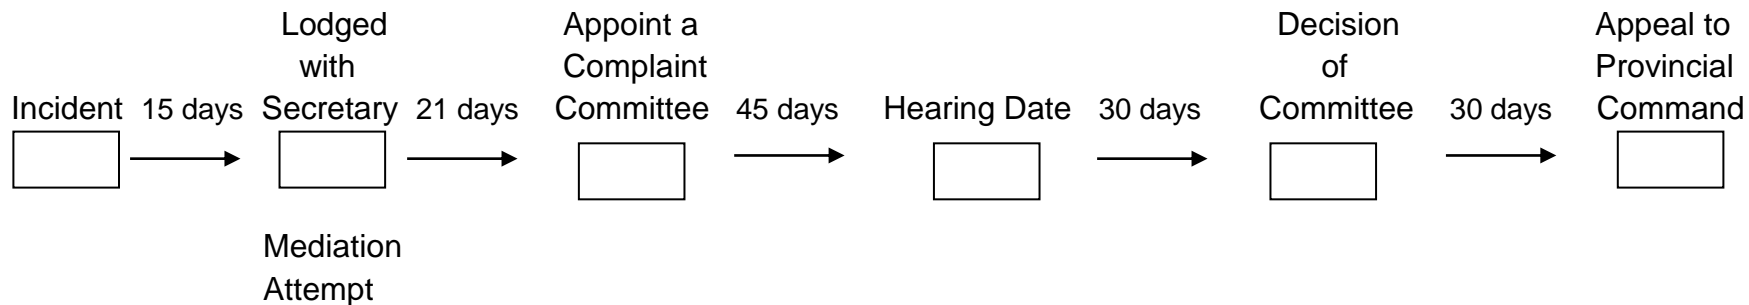 Lodged
with
Secretary
Appoint a
Complaint
Committee
Decision
of
Committee
Appeal to
Provincial
Command
Incident
15 days
21 days
45 days
Hearing Date
30 days
30 days
Mediation
Attempt